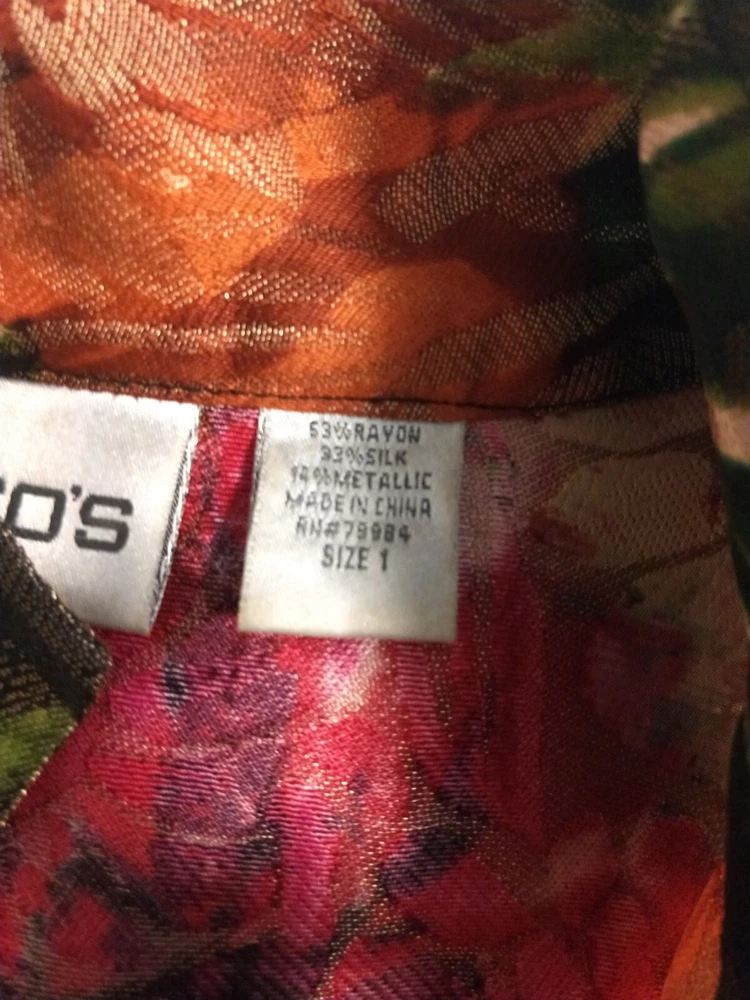 O'S
53%RAYON
33%SILK
14%METALLIC
MADE IN CHINA
RN#79984
SIZE 1